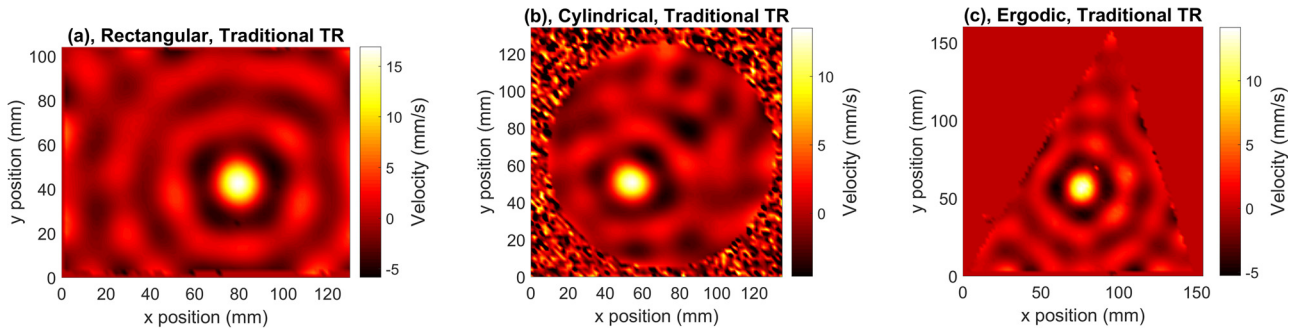 (a), Rectangular, Traditional TR
100
80
60
40
20
0
0 20 40 60 80 100 120
x position (mm)
y position (mm)
15
10
5
0
-5
Velocity (mm/s)
(b), Cylindrical, Traditional TR
120
100
80
60
40
20
0
0 20 40 60 80 100 120
x position (mm)
y position (mm)
10
5
0
Velocity (mm/s)
(c), Ergodic, Traditional TR
150
100
50
0
0 50 100 150
x position (mm)
y position (mm)
10
5
0
-5
Velocity (mm/s)